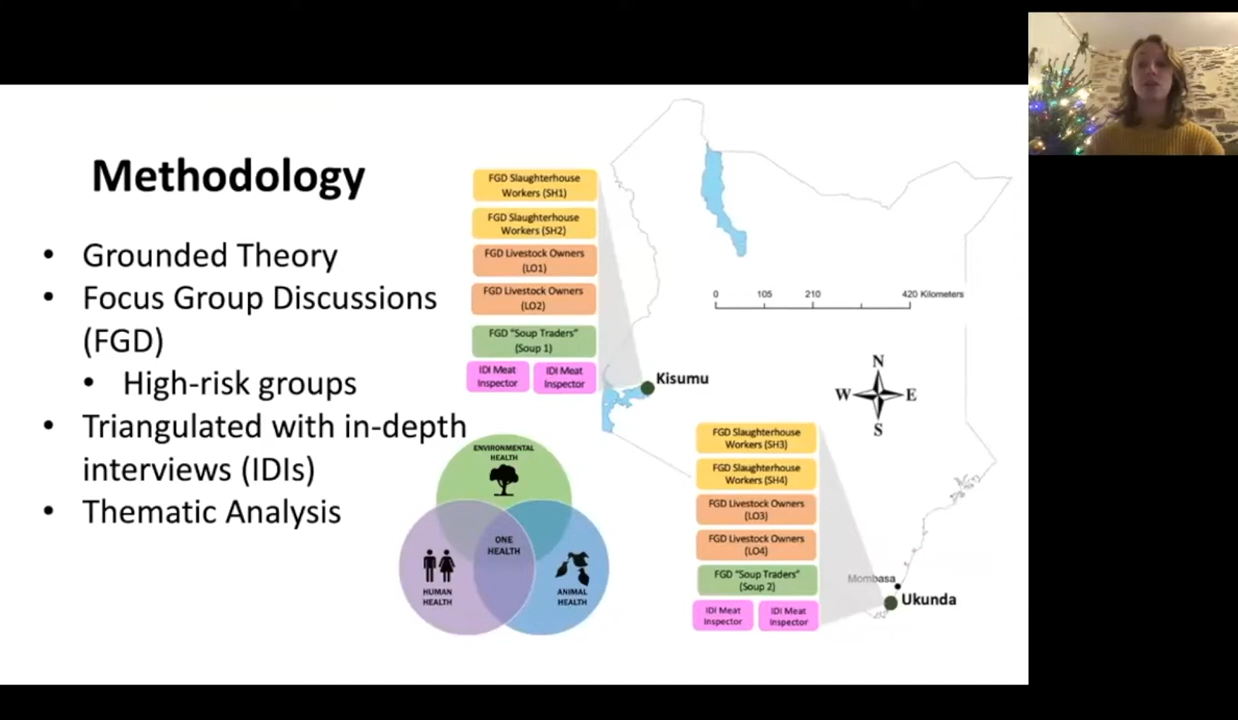 Methodology
• Grounded Theory
• Focus Group Discussions
(FGD)
• High-risk groups
• Triangulated with in-depth
interviews (IDIs)
• Thematic Analysis
FGD Slaughterhouse
Workers (SH1)
FGD Slaughterhouse
Workers (SH2)
FGD Livestock Owners
(LO1)
FGD Livestock Owners
(LO2)
FGD "Soup Traders"
(Soup 1)
IDI Meat
Inspector
IDI Meat
Inspector
Kisumu
0 105 210 420 Kilometers
N
W E
S
ENVIRONMENTAL
HEALTH
ONE
HEALTH
HUMAN
HEALTH
ANIMAL
HEALTH
FGD Slaughterhouse
Workers (SH3)
FGD Slaughterhouse
Workers (SH4)
FGD Livestock Owners
(LO3)
FGD Livestock Owners
(LO4)
FGD "Soup Traders"
(Soup 2)
IDI Meat
Inspector
IDI Meat
Inspector
Mombasa
Ukunda